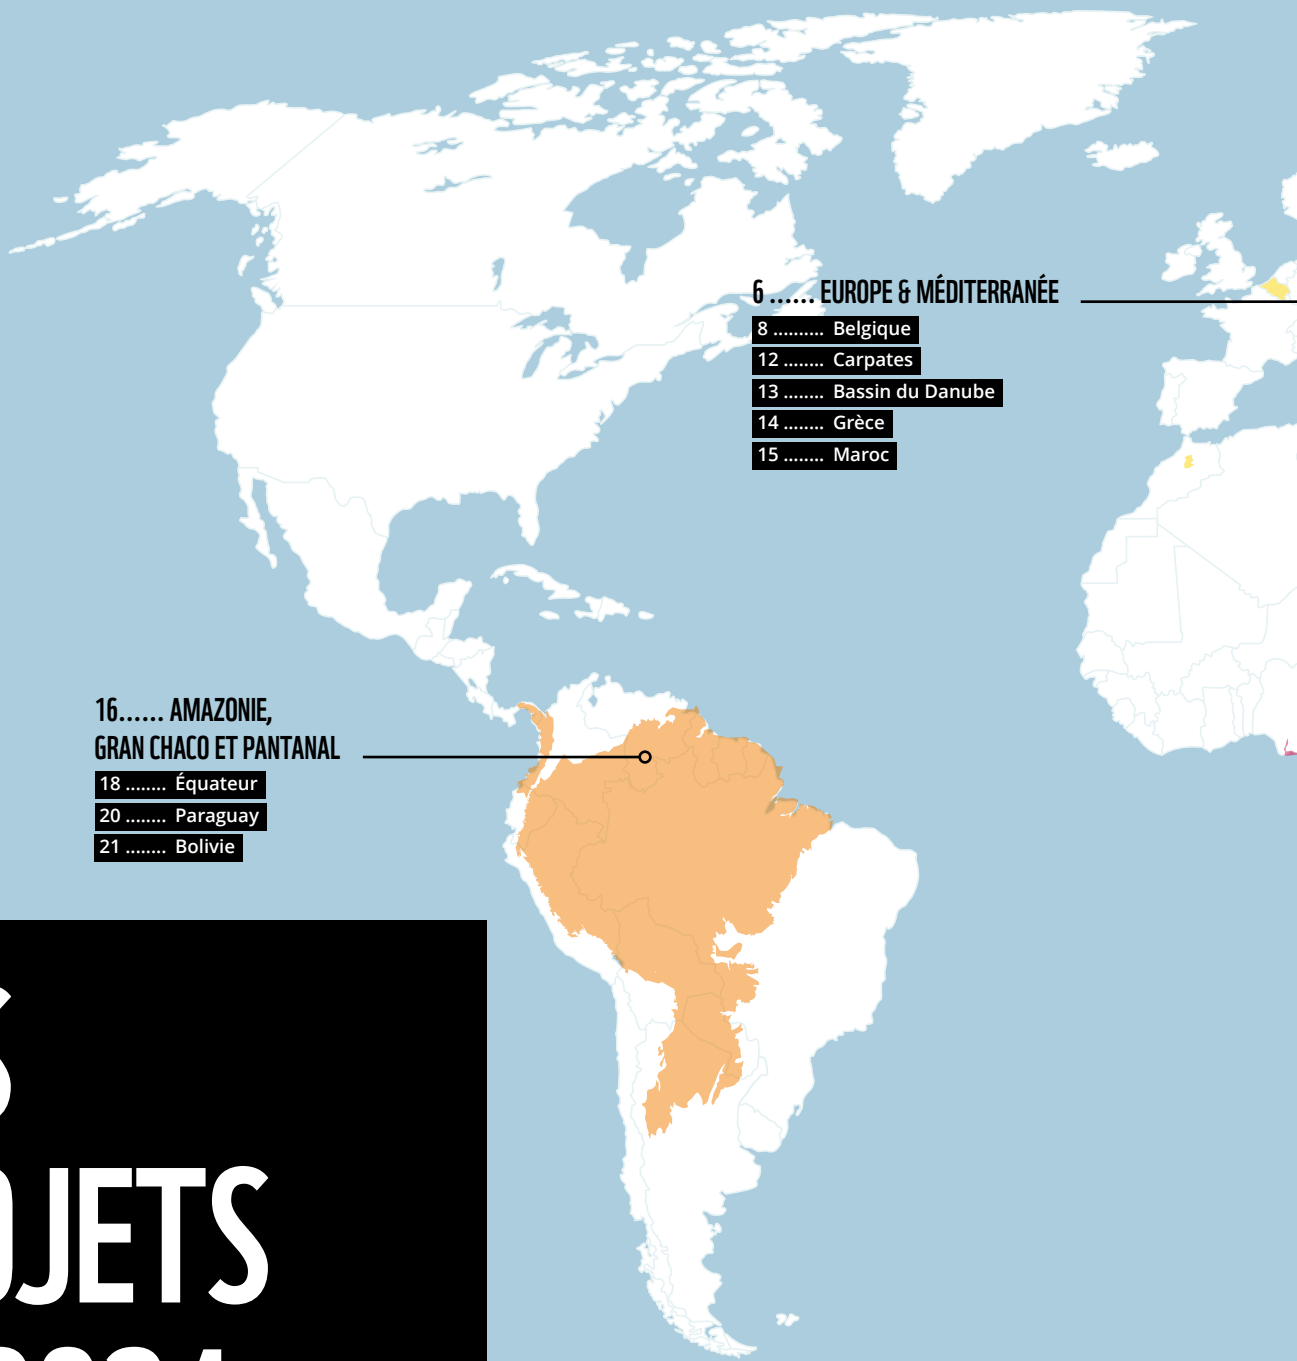 6 ...... EUROPE & MÉDITERRANÉE
8 .......... Belgique
12 ........ Carpates
13 ........ Bassin du Danube
14 ........ Grèce
15 ........ Maroc
16...... AMAZONIE,
GRAN CHACO ET PANTANAL
18 ........ Équateur
20 ........ Paraguay
21 ........ Bolivie
S
OJETS